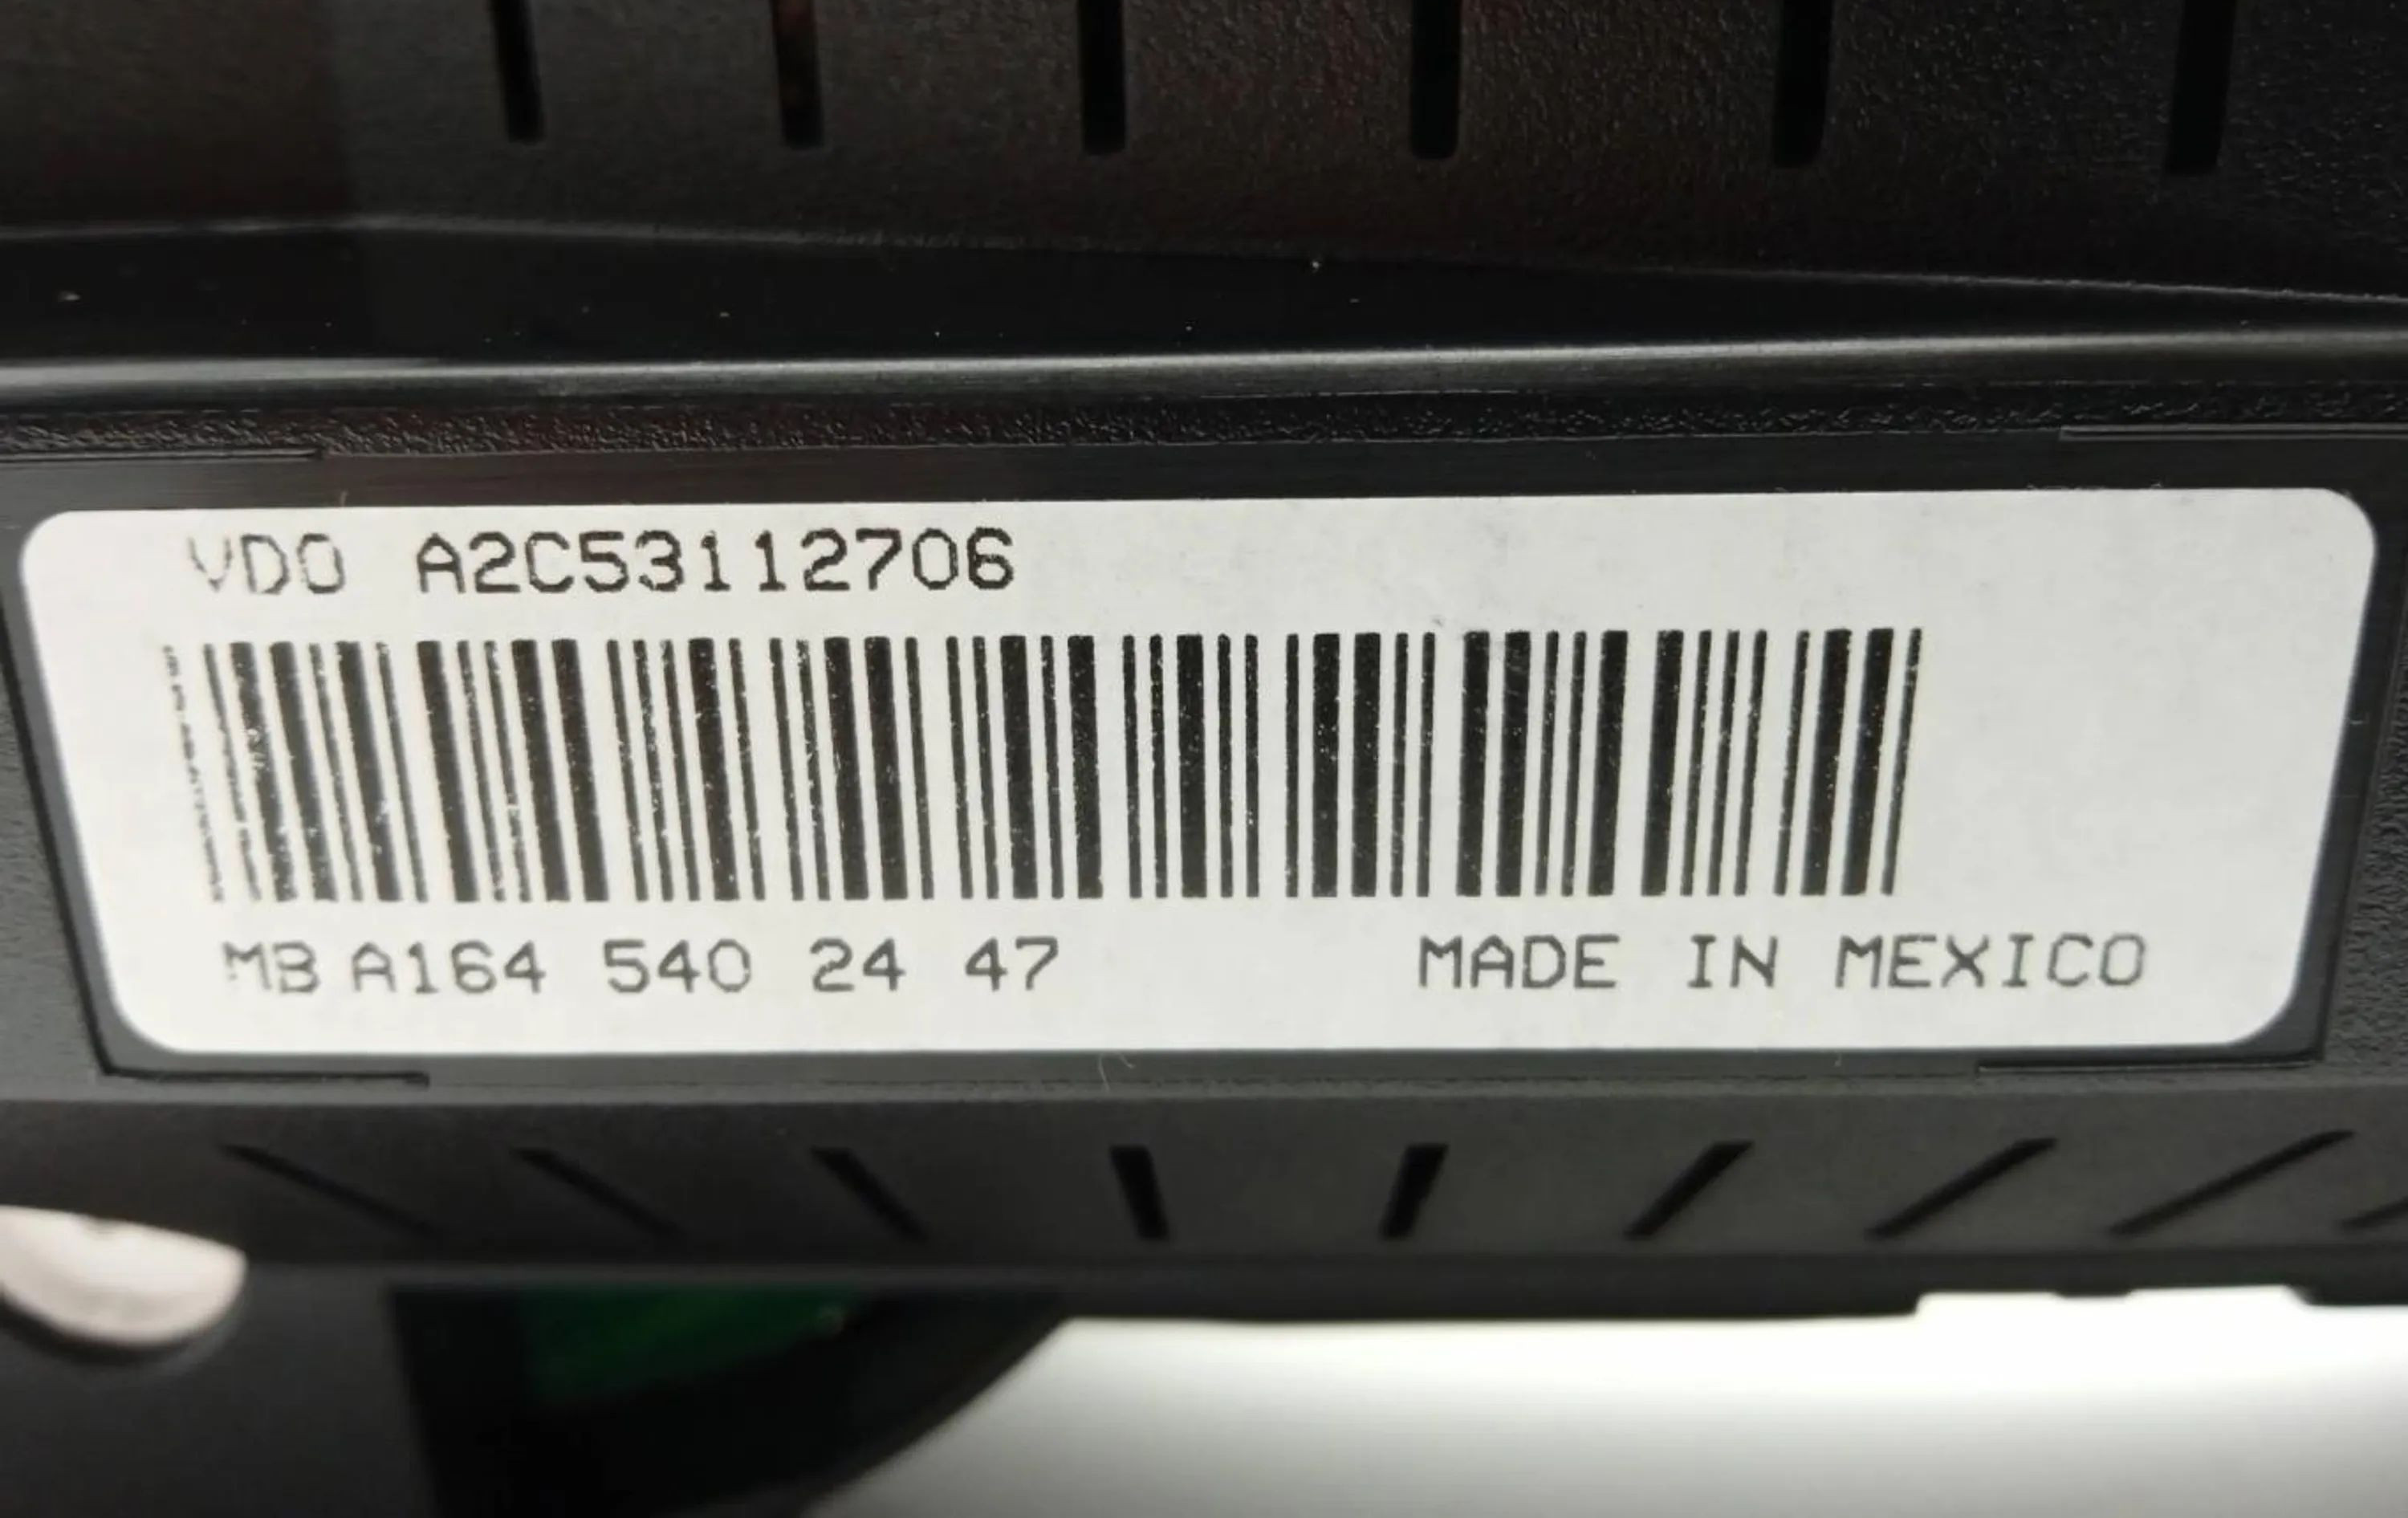 VDO A2C53112706
MB A164 540 24 47 MADE IN MEXICO